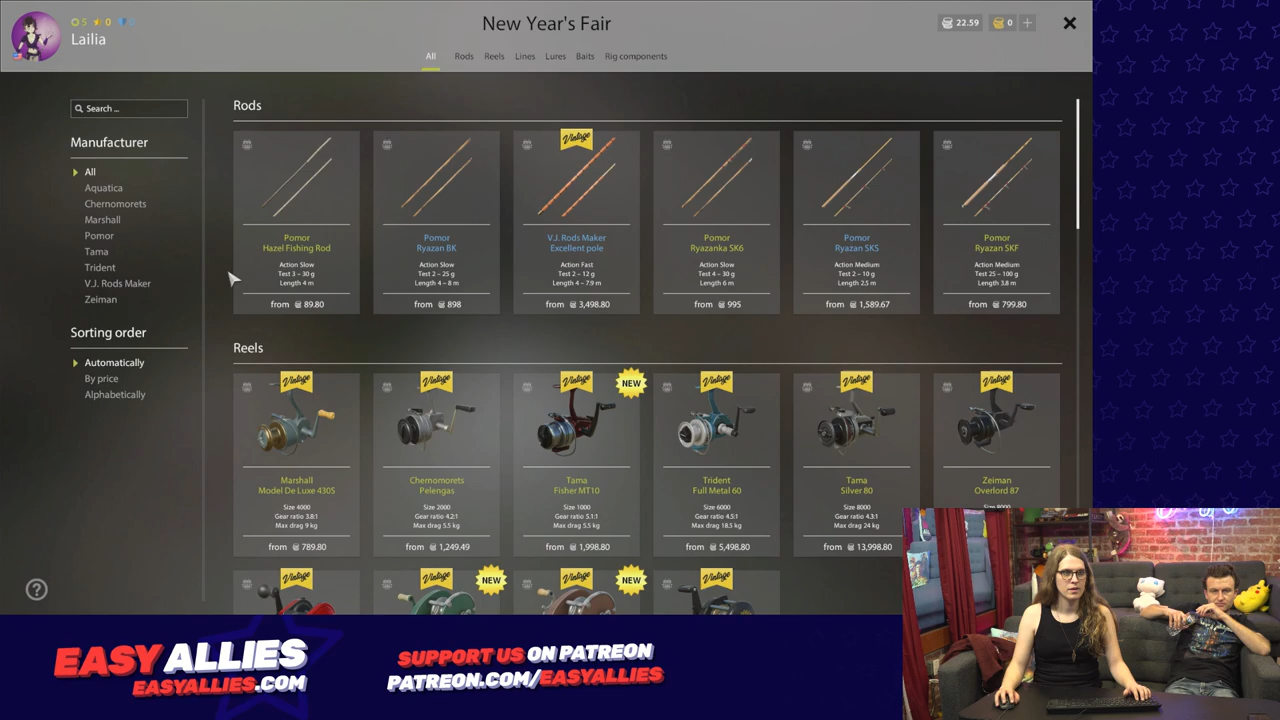 5 0 0
Lailia
New Year's Fair
22.59
0
All
Rods
Reels
Lines
Lures
Baits
Rig components
Search ...
Manufacturer
All
Aquatica
Chernomorets
Marshall
Pomor
Tama
Trident
V.J. Rods Maker
Zeiman
Sorting order
Automatically
By price
Alphabetically
Rods
Pomor
Hazel Fishing Rod
Action Slow
Test 3 – 30 g
Length 4 m
from 89.80
Pomor
Ryazan BK
Action Slow
Test 2 – 25 g
Length 4 – 8 m
from 898
Vintage
V.J. Rods Maker
Excellent pole
Action Fast
Test 2 – 12 g
Length 4 – 7.9 m
from 3,498.80
Pomor
Ryazanka SK6
Action Slow
Test 4 – 30 g
Length 6 m
from 995
Pomor
Ryazan SKS
Action Medium
Test 2 – 10 g
Length 2.5 m
from 1,589.67
Pomor
Ryazan SKF
Action Medium
Test 25 – 100 g
Length 3.8 m
from 799.80
Reels
Vintage
Marshall
Model De Luxe 430S
Size 4000
Gear ratio 3.8:1
Max drag 9 kg
from 789.80
Vintage
Chernomorets
Pelengas
Size 2000
Gear ratio 4.2:1
Max drag 5.5 kg
from 1,249.49
Vintage
NEW
Tama
Fisher MT10
Size 1000
Gear ratio 5.1:1
Max drag 5.5 kg
from 1,998.80
Vintage
Trident
Full Metal 60
Size 6000
Gear ratio 4.5:1
Max drag 18.5 kg
from 5,498.80
Vintage
Tama
Silver 80
Size 8000
Gear ratio 4.3:1
Max drag 24 kg
from 13,998.80
Vintage
Zeiman
Overlord 87
Vintage
Vintage
NEW
Vintage
NEW
Vintage
EASY ALLIES
EASYALLIES.COM
SUPPORT US ON PATREON
PATREON.COM/EASYALLIES